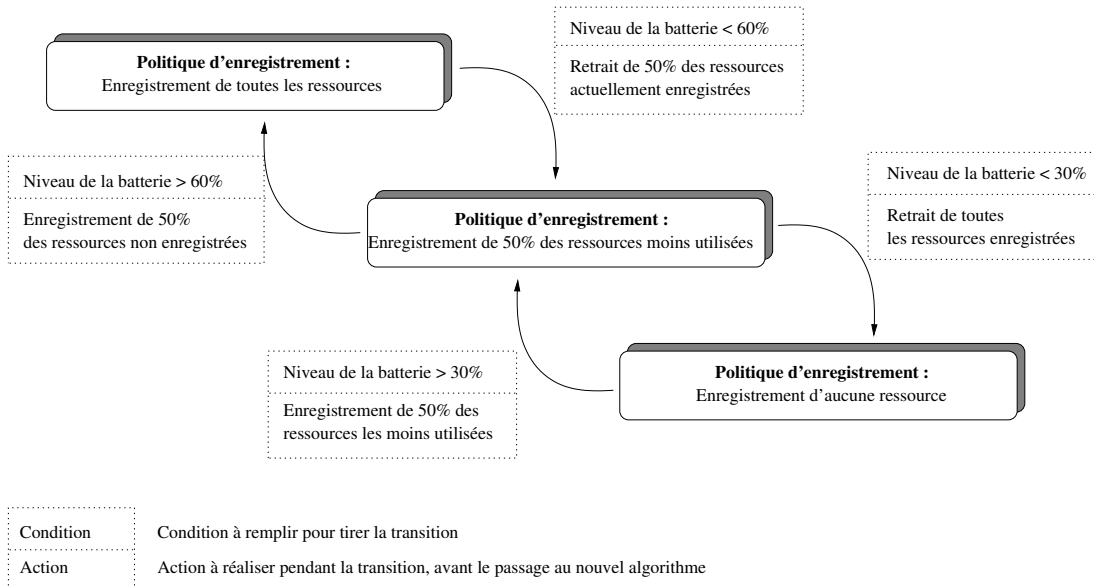 Politique d'enregistrement :
Enregistrement de toutes les ressources
Niveau de la batterie < 60%
Retrait de 50% des ressources
actuellement enregistrées
Niveau de la batterie > 60%
Enregistrement de 50%
des ressources non enregistrées
Politique d'enregistrement :
Enregistrement de 50% des ressources moins utilisées
Niveau de la batterie < 30%
Retrait de toutes
les ressources enregistrées
Niveau de la batterie > 30%
Enregistrement de 50% des
ressources les moins utilisées
Politique d'enregistrement :
Enregistrement d'aucune ressource
Condition
Condition à remplir pour tirer la transition
Action
Action à réaliser pendant la transition, avant le passage au nouvel algorithme